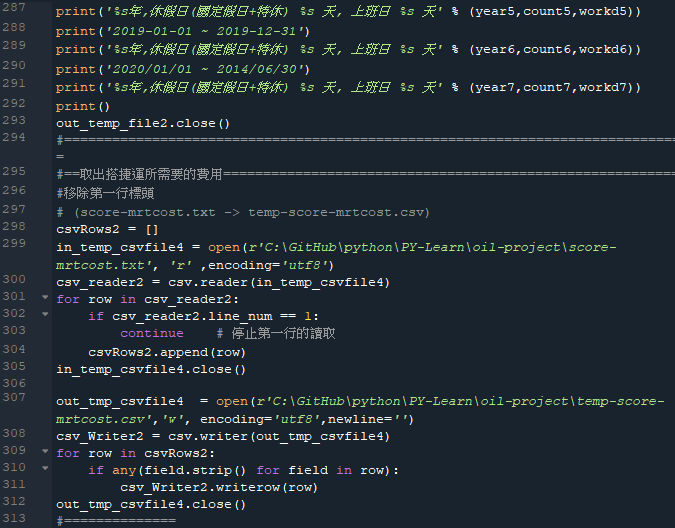 287 print('%s年,休假日(國定假日+特休) %s 天, 上班日 %s 天' % (year5,count5,workd5))
288 print('2019-01-01 ~ 2019-12-31')
289 print('%s年,休假日(國定假日+特休) %s 天, 上班日 %s 天' % (year6,count6,workd6))
290 print('2020/01/01 ~ 2014/06/30')
291 print('%s年,休假日(國定假日+特休) %s 天, 上班日 %s 天' % (year7,count7,workd7))
292 print()
293 out_temp_file2.close()
294 #=============================================================================
=
295 #==取出搭捷運所需要的費用=========================================================
296 #移除第一行標頭
297 # (score-mrtcost.txt -> temp-score-mrtcost.csv)
298 csvRows2 = []
299 in_temp_csvfile4 = open(r'C:\GitHub\python\PY-Learn\oil-project\score-
mrtcost.txt', 'r' ,encoding='utf8')
300 csv_reader2 = csv.reader(in_temp_csvfile4)
301 for row in csv_reader2:
302     if csv_reader2.line_num == 1:
303         continue    # 停止第一行的讀取
304     csvRows2.append(row)
305 in_temp_csvfile4.close()
306
307 out_tmp_csvfile4  = open(r'C:\GitHub\python\PY-Learn\oil-project\temp-score-
mrtcost.csv','w', encoding='utf8',newline='')
308 csv_Writer2 = csv.writer(out_tmp_csvfile4)
309 for row in csvRows2:
310     if any(field.strip() for field in row):
311         csv_Writer2.writerow(row)
312 out_tmp_csvfile4.close()
313 #==============